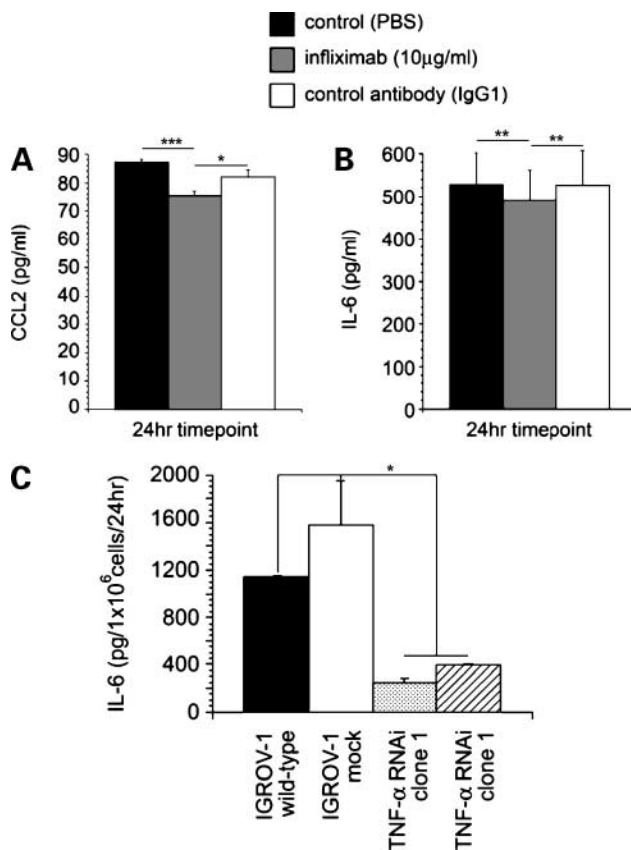 control (PBS)
infliximab (10µg/ml)
control antibody (IgG1)
A
B
***
*
90
80
70
60
50
40
30
20
10
0
CCL2 (pg/ml)
24hr timepoint
**
**
600
500
400
300
200
100
0
IL-6 (pg/ml)
24hr timepoint
C
*
2000
1600
1200
800
400
0
IL-6 (pg/1x10⁶cells/24hr)
IGROV-1
wild-type
IGROV-1
mock
TNF-α RNAi
clone 1
TNF-α RNAi
clone 1